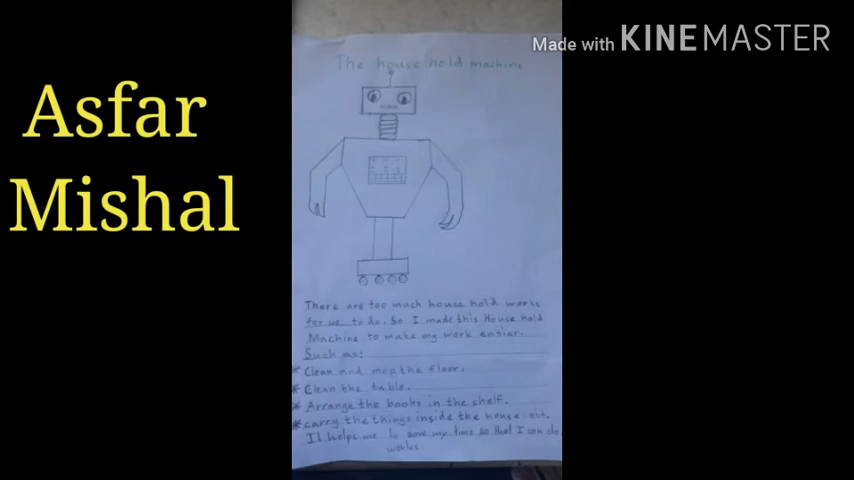 Made with KINEMASTER
Asfar
Mishal
The house hold machine
There are too much house hold works
for us to do. So I made this House hold
Machine to make my work easier.
Such as:
* Clean and mop the floor.
* Clean the table.
* Arrange the books in the shelf.
* carry the things inside the house ect.
It helps me to save my time so that I can do
works